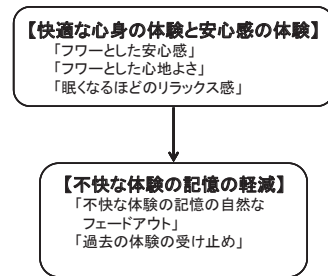 【快適な心身の体験と安心感の体験】
「フワーとした安心感」
「フワーとした心地よさ」
「眠くなるほどのリラックス感」
【不快な体験の記憶の軽減】
「不快な体験の記憶の自然な
フェードアウト」
「過去の体験の受け止め」